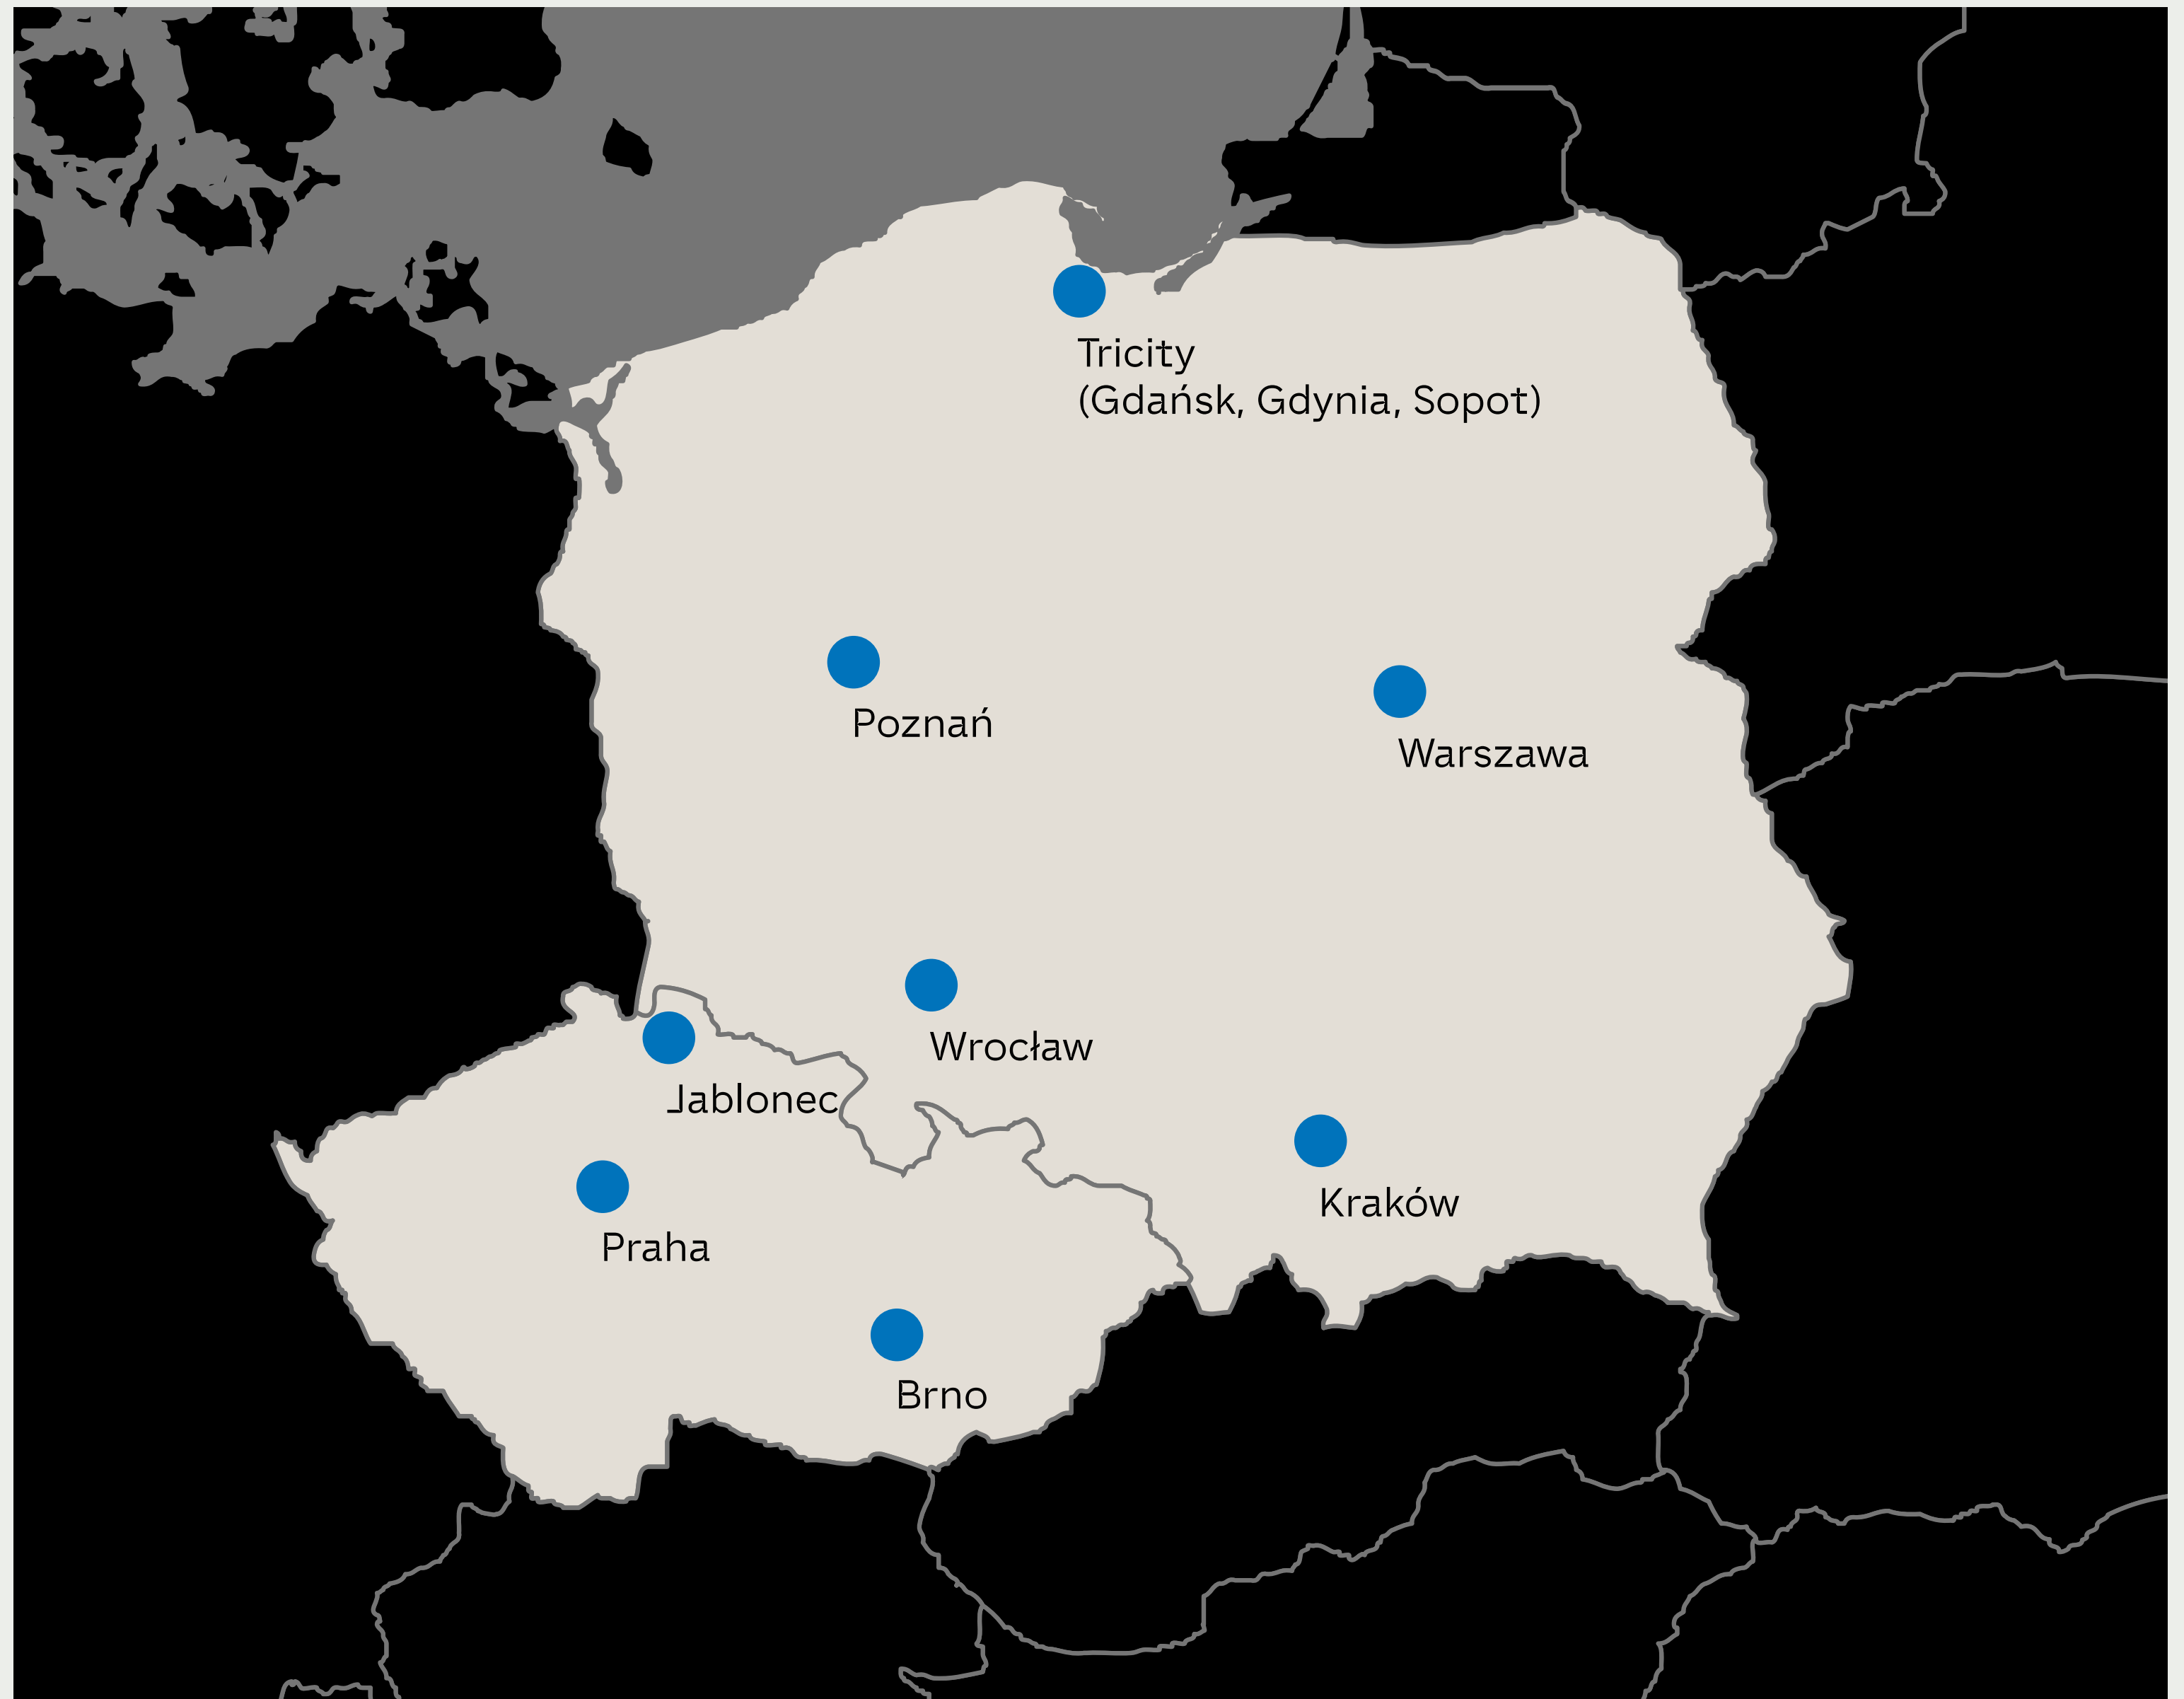 Tricity
(Gdańsk, Gdynia, Sopot)
Poznań
Warszawa
Wrocław
Jablonec
Kraków
Praha
Brno